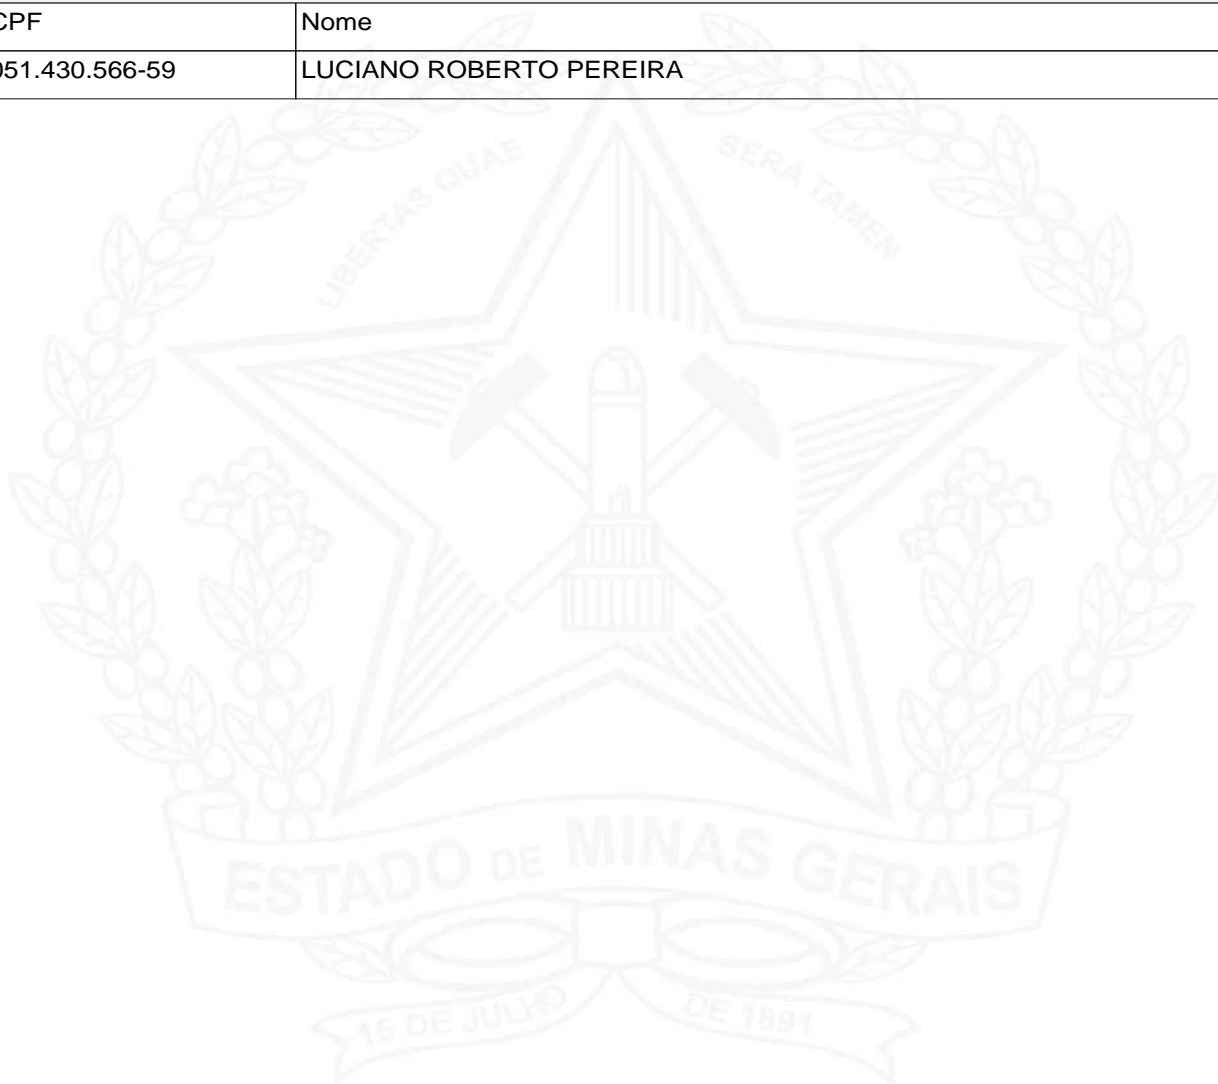 CPF Nome
051.430.566-59 LUCIANO ROBERTO PEREIRA
LIBERTAS QUAE SERA TAMEN
ESTADO DE MINAS GERAIS
15 DE JULHO DE 1891